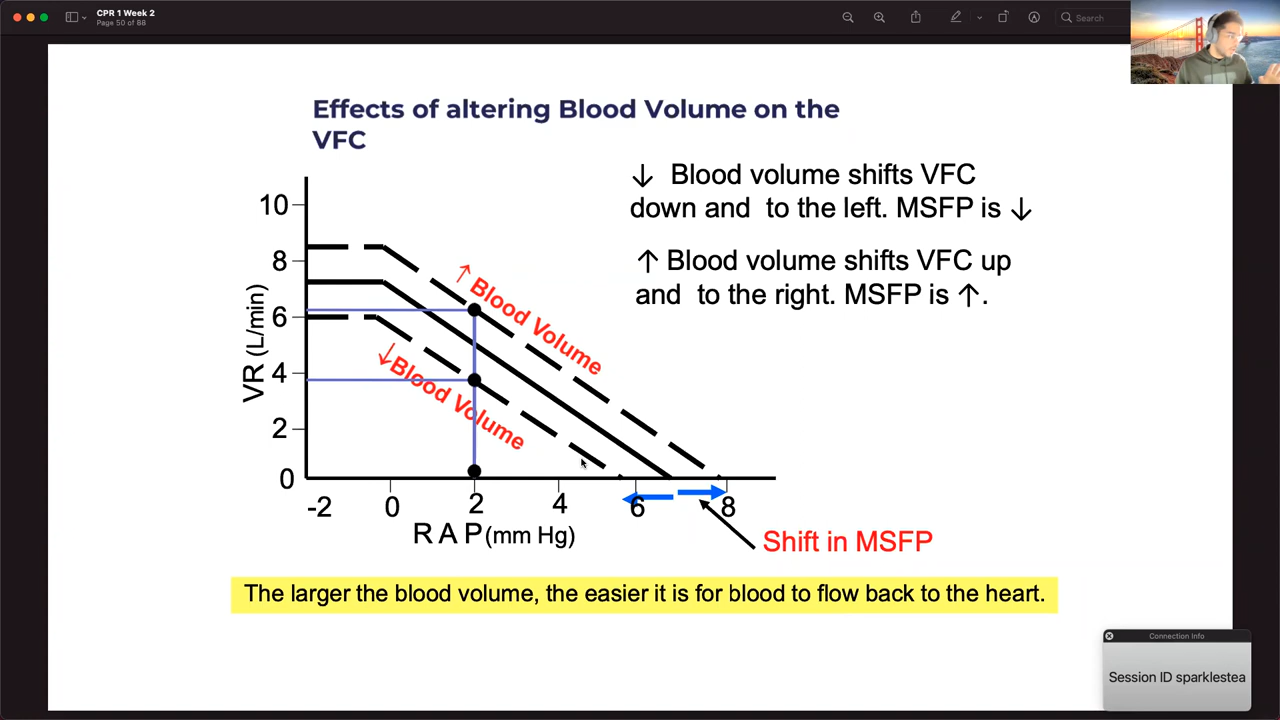 CPR 1 Week 2
Page 50 of 88
Search
Effects of altering Blood Volume on the
VFC
↓ Blood volume shifts VFC
down and to the left. MSFP is ↓
↑ Blood volume shifts VFC up
and to the right. MSFP is ↑.
VR (L/min)
10
8
6
4
2
0
↑ Blood Volume
↓ Blood Volume
-2 0 2 4 6 8
R A P (mm Hg)
Shift in MSFP
The larger the blood volume, the easier it is for blood to flow back to the heart.
Connection Info
Session ID sparklestea